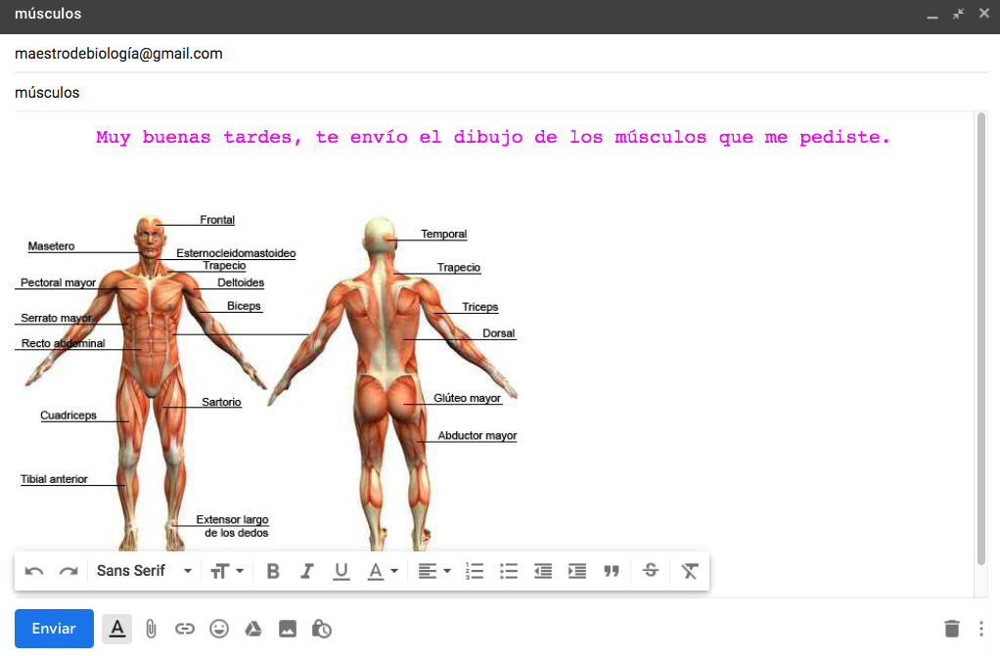 músculos
maestrodebiología@gmail.com
músculos
Muy buenas tardes, te envío el dibujo de los músculos que me pediste.
Frontal
Temporal
Masetero
Esternocleidomastoideo
Trapecio
Trapecio
Pectoral mayor
Deltoides
Biceps
Triceps
Serrato mayor
Dorsal
Recto abdominal
Sartorio
Glúteo mayor
Cuadriceps
Abductor mayor
Tibial anterior
Extensor largo
de los dedos
Sans Serif
Enviar